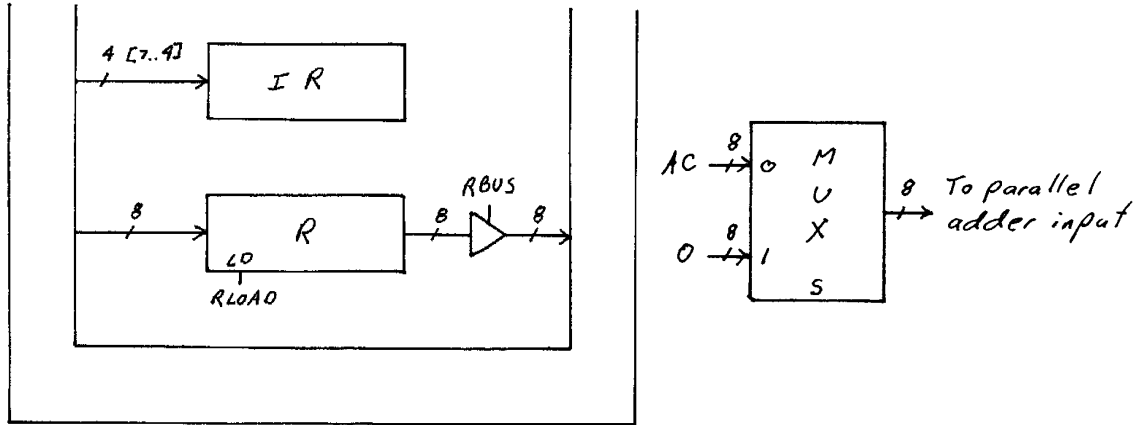 4 [7..4]
I R
8
R
LD
RLOAD
8
RBUS
8
AC
8
0
0
8
1
M
U
X
S
8
To parallel
adder input